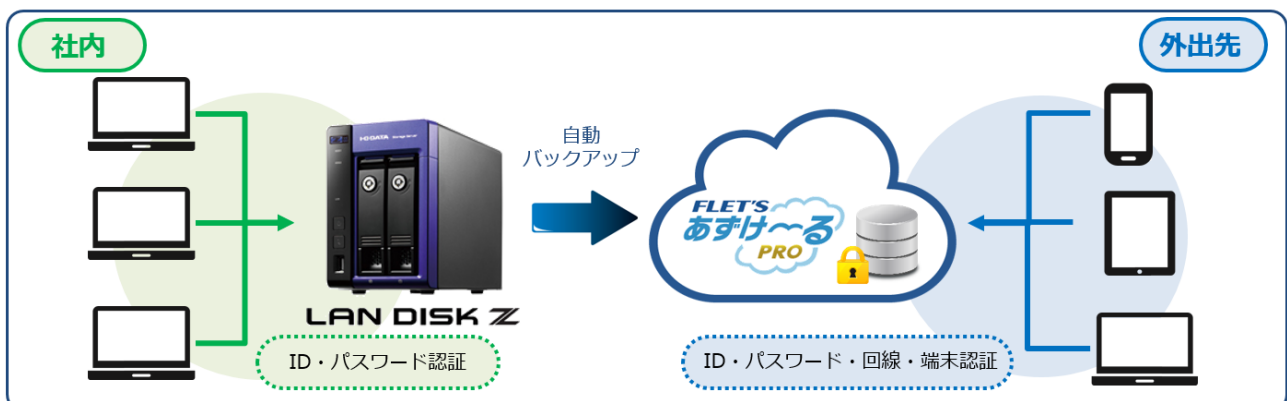 社内
外出先
I-O DATA
自動
バックアップ
FLET'S
あずけ～る
PRO
LAN DISK Z
ID・パスワード認証
ID・パスワード・回線・端末認証